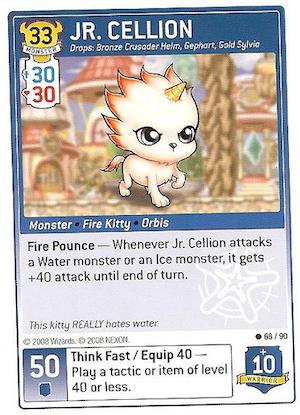 33
MONSTER
JR. CELLION
Drops: Bronze Crusader Helm, Gephart, Gold Sylvia
30
30
Monster • Fire Kitty • Orbis
Fire Pounce — Whenever Jr. Cellion attacks
a Water monster or an Ice monster, it gets
+40 attack until end of turn.
This kitty REALLY hates water.
© 2008 Wizards. © 2008 NEXON.
● 68 / 90
50
Think Fast / Equip 40 —
Play a tactic or item of level
40 or less.
+
10
WARRIOR